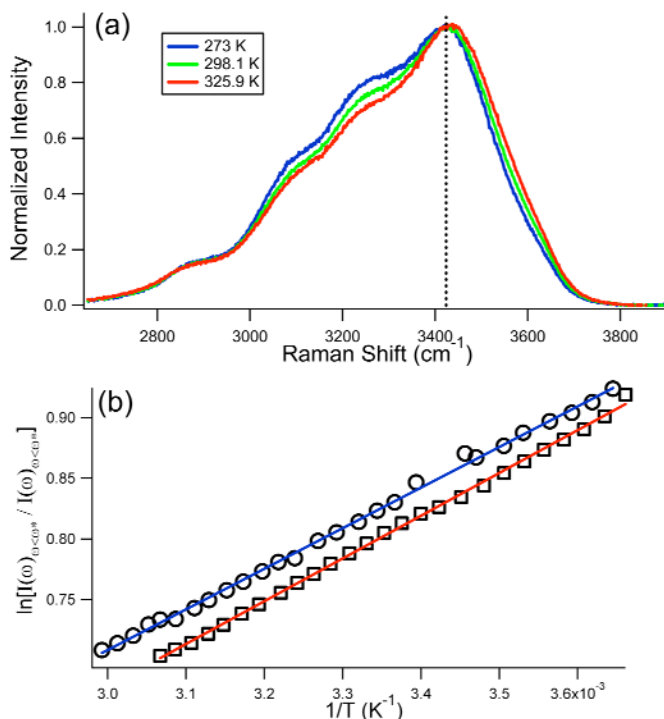 (a)
273 K
298.1 K
325.9 K
Normalized Intensity
1.0
0.8
0.6
0.4
0.2
0.0
2800 3000 3200 3400 3600 3800
Raman Shift (cm⁻¹)
(b)
ln[I(ω)ω<ω* / I(ω)ω<ω*]
0.90
0.85
0.80
0.75
3.0 3.1 3.2 3.3 3.4 3.5 3.6x10⁻³
1/T (K⁻¹)